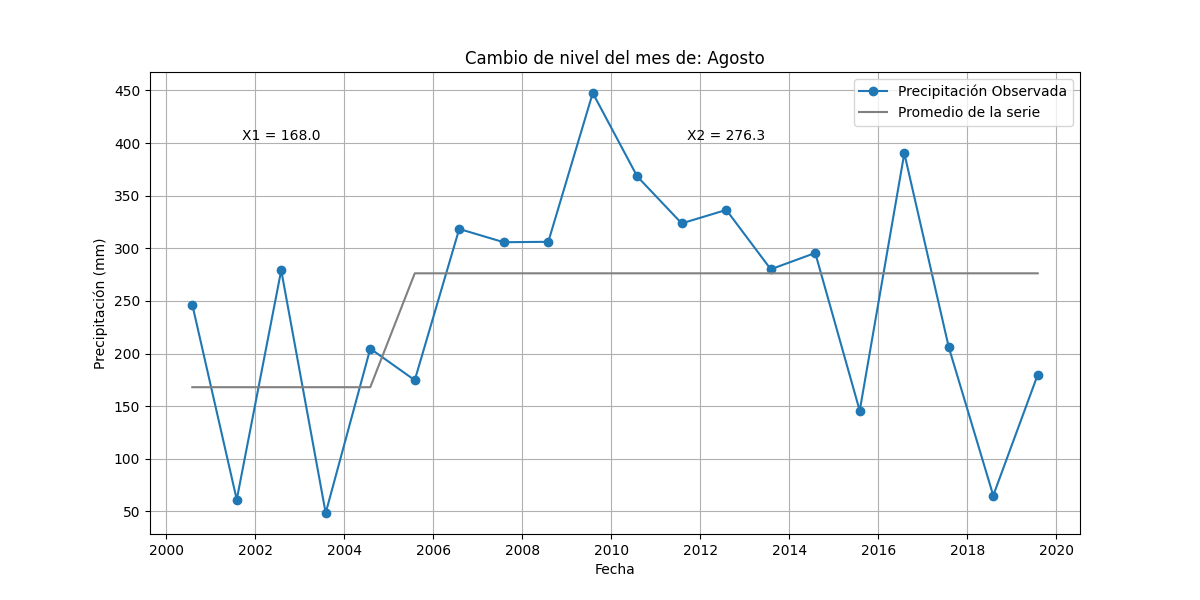 Cambio de nivel del mes de: Agosto
Precipitación Observada
Promedio de la serie
X1 = 168.0
X2 = 276.3
Precipitación (mm)
450
400
350
300
250
200
150
100
50
2000 2002 2004 2006 2008 2010 2012 2014 2016 2018 2020
Fecha